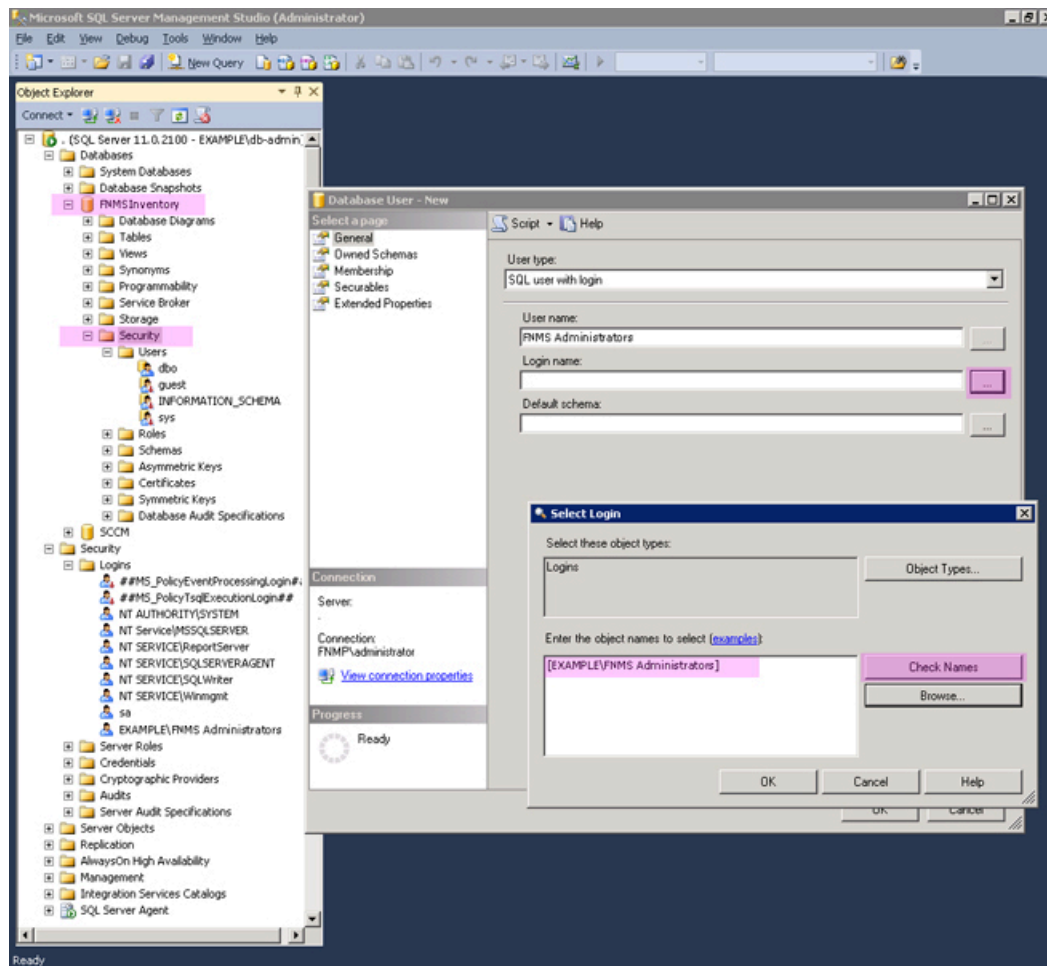 Microsoft SQL Server Management Studio (Administrator)
File Edit View Debug Tools Window Help
New Query
Object Explorer
Connect
. (SQL Server 11.0.2100 - EXAMPLE\db-admin)
Databases
System Databases
Database Snapshots
FNMSInventory
Database Diagrams
Tables
Views
Synonyms
Programmability
Service Broker
Storage
Security
Users
dbo
guest
INFORMATION_SCHEMA
sys
Roles
Schemas
Asymmetric Keys
Certificates
Symmetric Keys
Database Audit Specifications
SCCM
Security
Logins
##MS_PolicyEventProcessingLogin#
##MS_PolicyTsqlExecutionLogin##
NT AUTHORITY\SYSTEM
NT Service\MSSQLSERVER
NT SERVICE\ReportServer
NT SERVICE\SQLSERVERAGENT
NT SERVICE\SQLWriter
NT SERVICE\Winmgmt
sa
EXAMPLE\FNMS Administrators
Server Roles
Credentials
Cryptographic Providers
Audits
Server Audit Specifications
Server Objects
Replication
AlwaysOn High Availability
Management
Integration Services Catalogs
SQL Server Agent
Ready
Database User - New
Select a page
General
Owned Schemas
Membership
Securables
Extended Properties
Script Help
User type:
SQL user with login
User name:
FNMS Administrators
...
Login name:
...
Default schema:
...
Connection
Server:
.
Connection:
FNMP\administrator
View connection properties
Progress
Ready
OK Cancel
Select Login
Select these object types:
Logins
Object Types...
Enter the object names to select (examples):
[EXAMPLE\FNMS Administrators]
Check Names
Browse...
OK Cancel Help